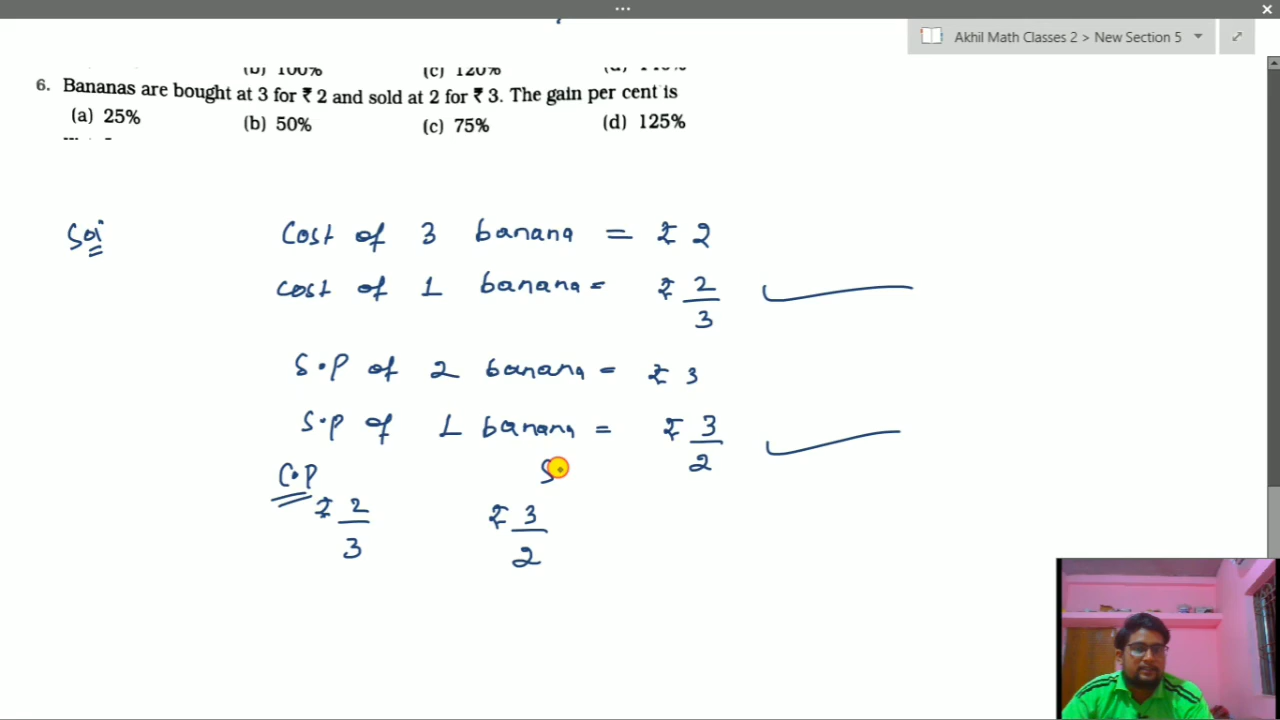 Akhil Math Classes 2 > New Section 5
(b) 100% (c) 120%
6. Bananas are bought at 3 for ₹ 2 and sold at 2 for ₹ 3. The gain per cent is
(a) 25% (b) 50% (c) 75% (d) 125%
Sol
Cost of 3 banana = ₹ 2
cost of 1 banana = ₹ 2/3
S.P of 2 banana = ₹ 3
S.P of 1 banana = ₹ 3/2
C.P S
₹ 2/3 ₹ 3/2